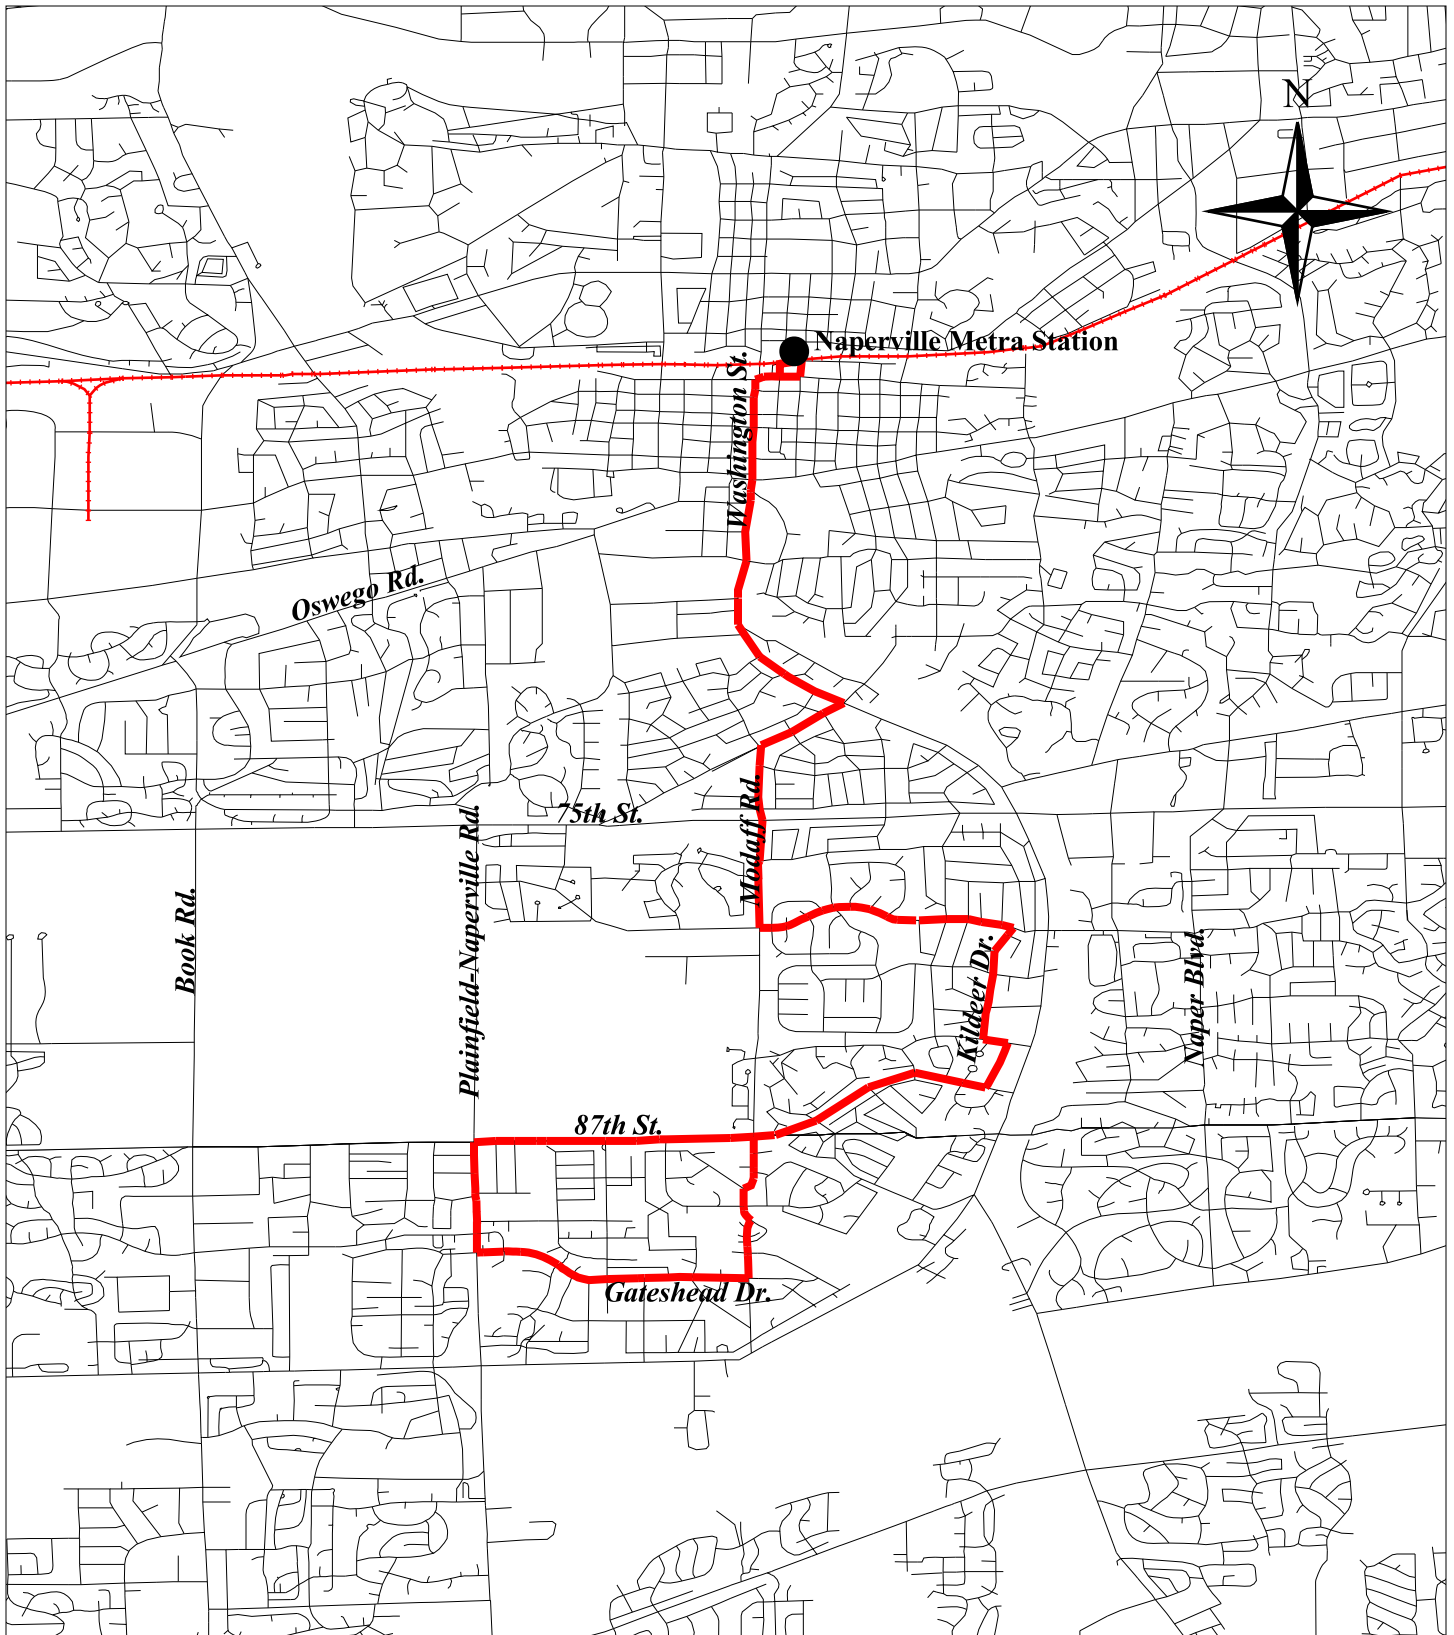 N
Naperville Metra Station
Washington St.
Oswego Rd.
75th St.
Modaff Rd.
Plainfield-Naperville Rd.
Book Rd.
Kildeer Dr.
Naper Blvd.
87th St.
Gateshead Dr.